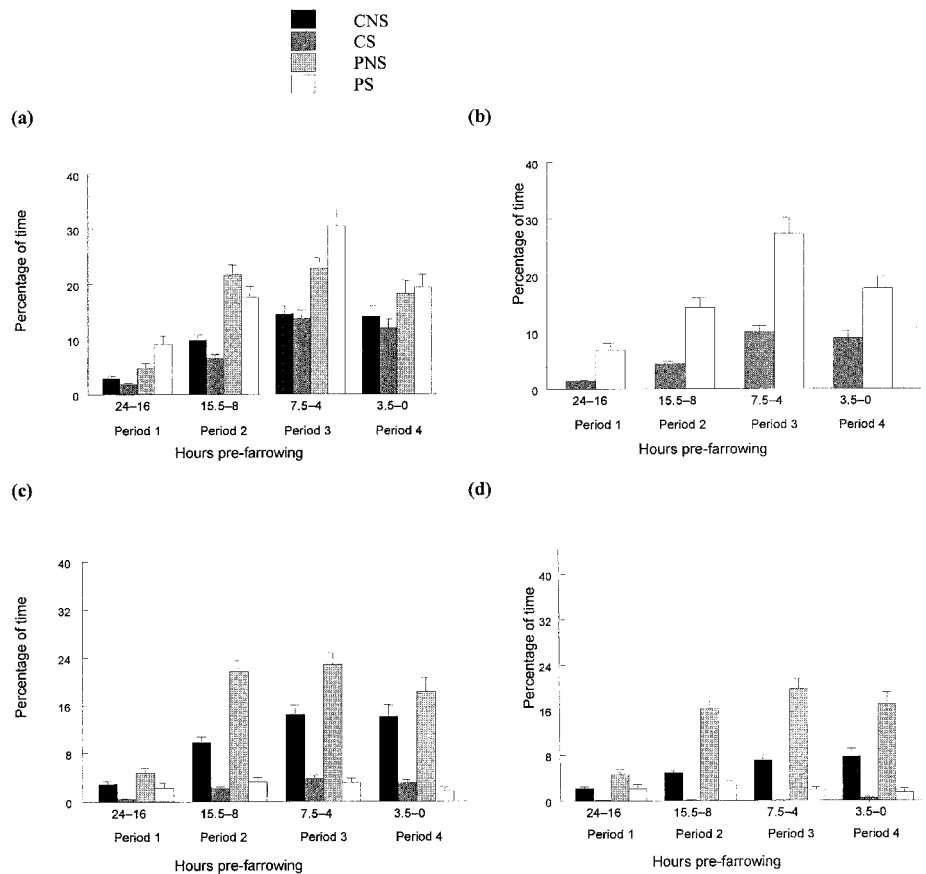 CNS
CS
PNS
PS
(a)
(b)
40
30
20
10
0
Percentage of time
24–16
15.5–8
7.5–4
3.5–0
Period 1
Period 2
Period 3
Period 4
Hours pre-farrowing
40
30
20
10
0
Percentage of time
24–16
15.5–8
7.5–4
3.5–0
Period 1
Period 2
Period 3
Period 4
Hours pre-farrowing
(c)
(d)
40
32
24
16
8
0
Percentage of time
24–16
15.5–8
7.5–4
3.5–0
Period 1
Period 2
Period 3
Period 4
Hours pre-farrowing
40
32
24
16
8
0
Percentage of time
24–16
15.5–8
7.5–4
3.5–0
Period 1
Period 2
Period 3
Period 4
Hours pre-farrowing